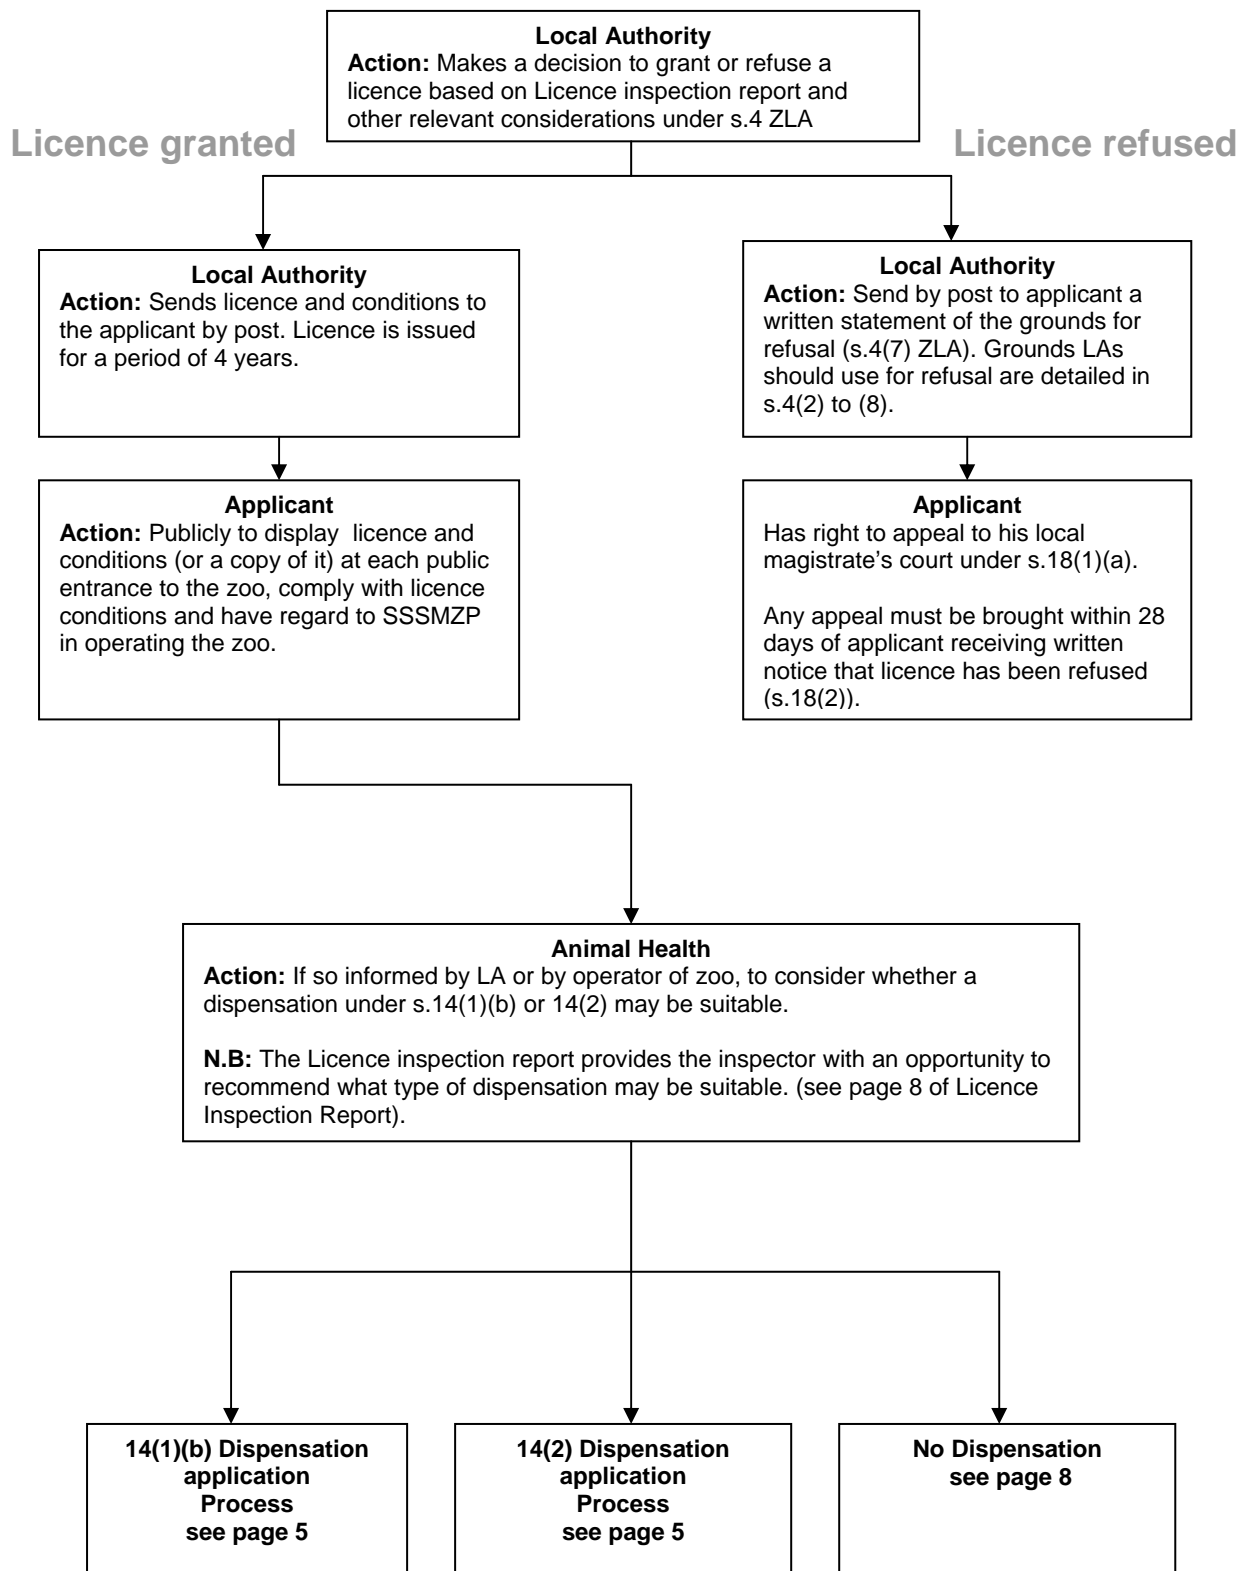 Local Authority
Action: Makes a decision to grant or refuse a
licence based on Licence inspection report and
other relevant considerations under s.4 ZLA
Licence granted
Licence refused
Local Authority
Action: Sends licence and conditions to
the applicant by post. Licence is issued
for a period of 4 years.
Local Authority
Action: Send by post to applicant a
written statement of the grounds for
refusal (s.4(7) ZLA). Grounds LAs
should use for refusal are detailed in
s.4(2) to (8).
Applicant
Action: Publicly to display licence and
conditions (or a copy of it) at each public
entrance to the zoo, comply with licence
conditions and have regard to SSSMZP
in operating the zoo.
Applicant
Has right to appeal to his local
magistrate's court under s.18(1)(a).
Any appeal must be brought within 28
days of applicant receiving written
notice that licence has been refused
(s.18(2)).
Animal Health
Action: If so informed by LA or by operator of zoo, to consider whether a
dispensation under s.14(1)(b) or 14(2) may be suitable.
N.B: The Licence inspection report provides the inspector with an opportunity to
recommend what type of dispensation may be suitable. (see page 8 of Licence
Inspection Report).
14(1)(b) Dispensation
application
Process
see page 5
14(2) Dispensation
application
Process
see page 5
No Dispensation
see page 8